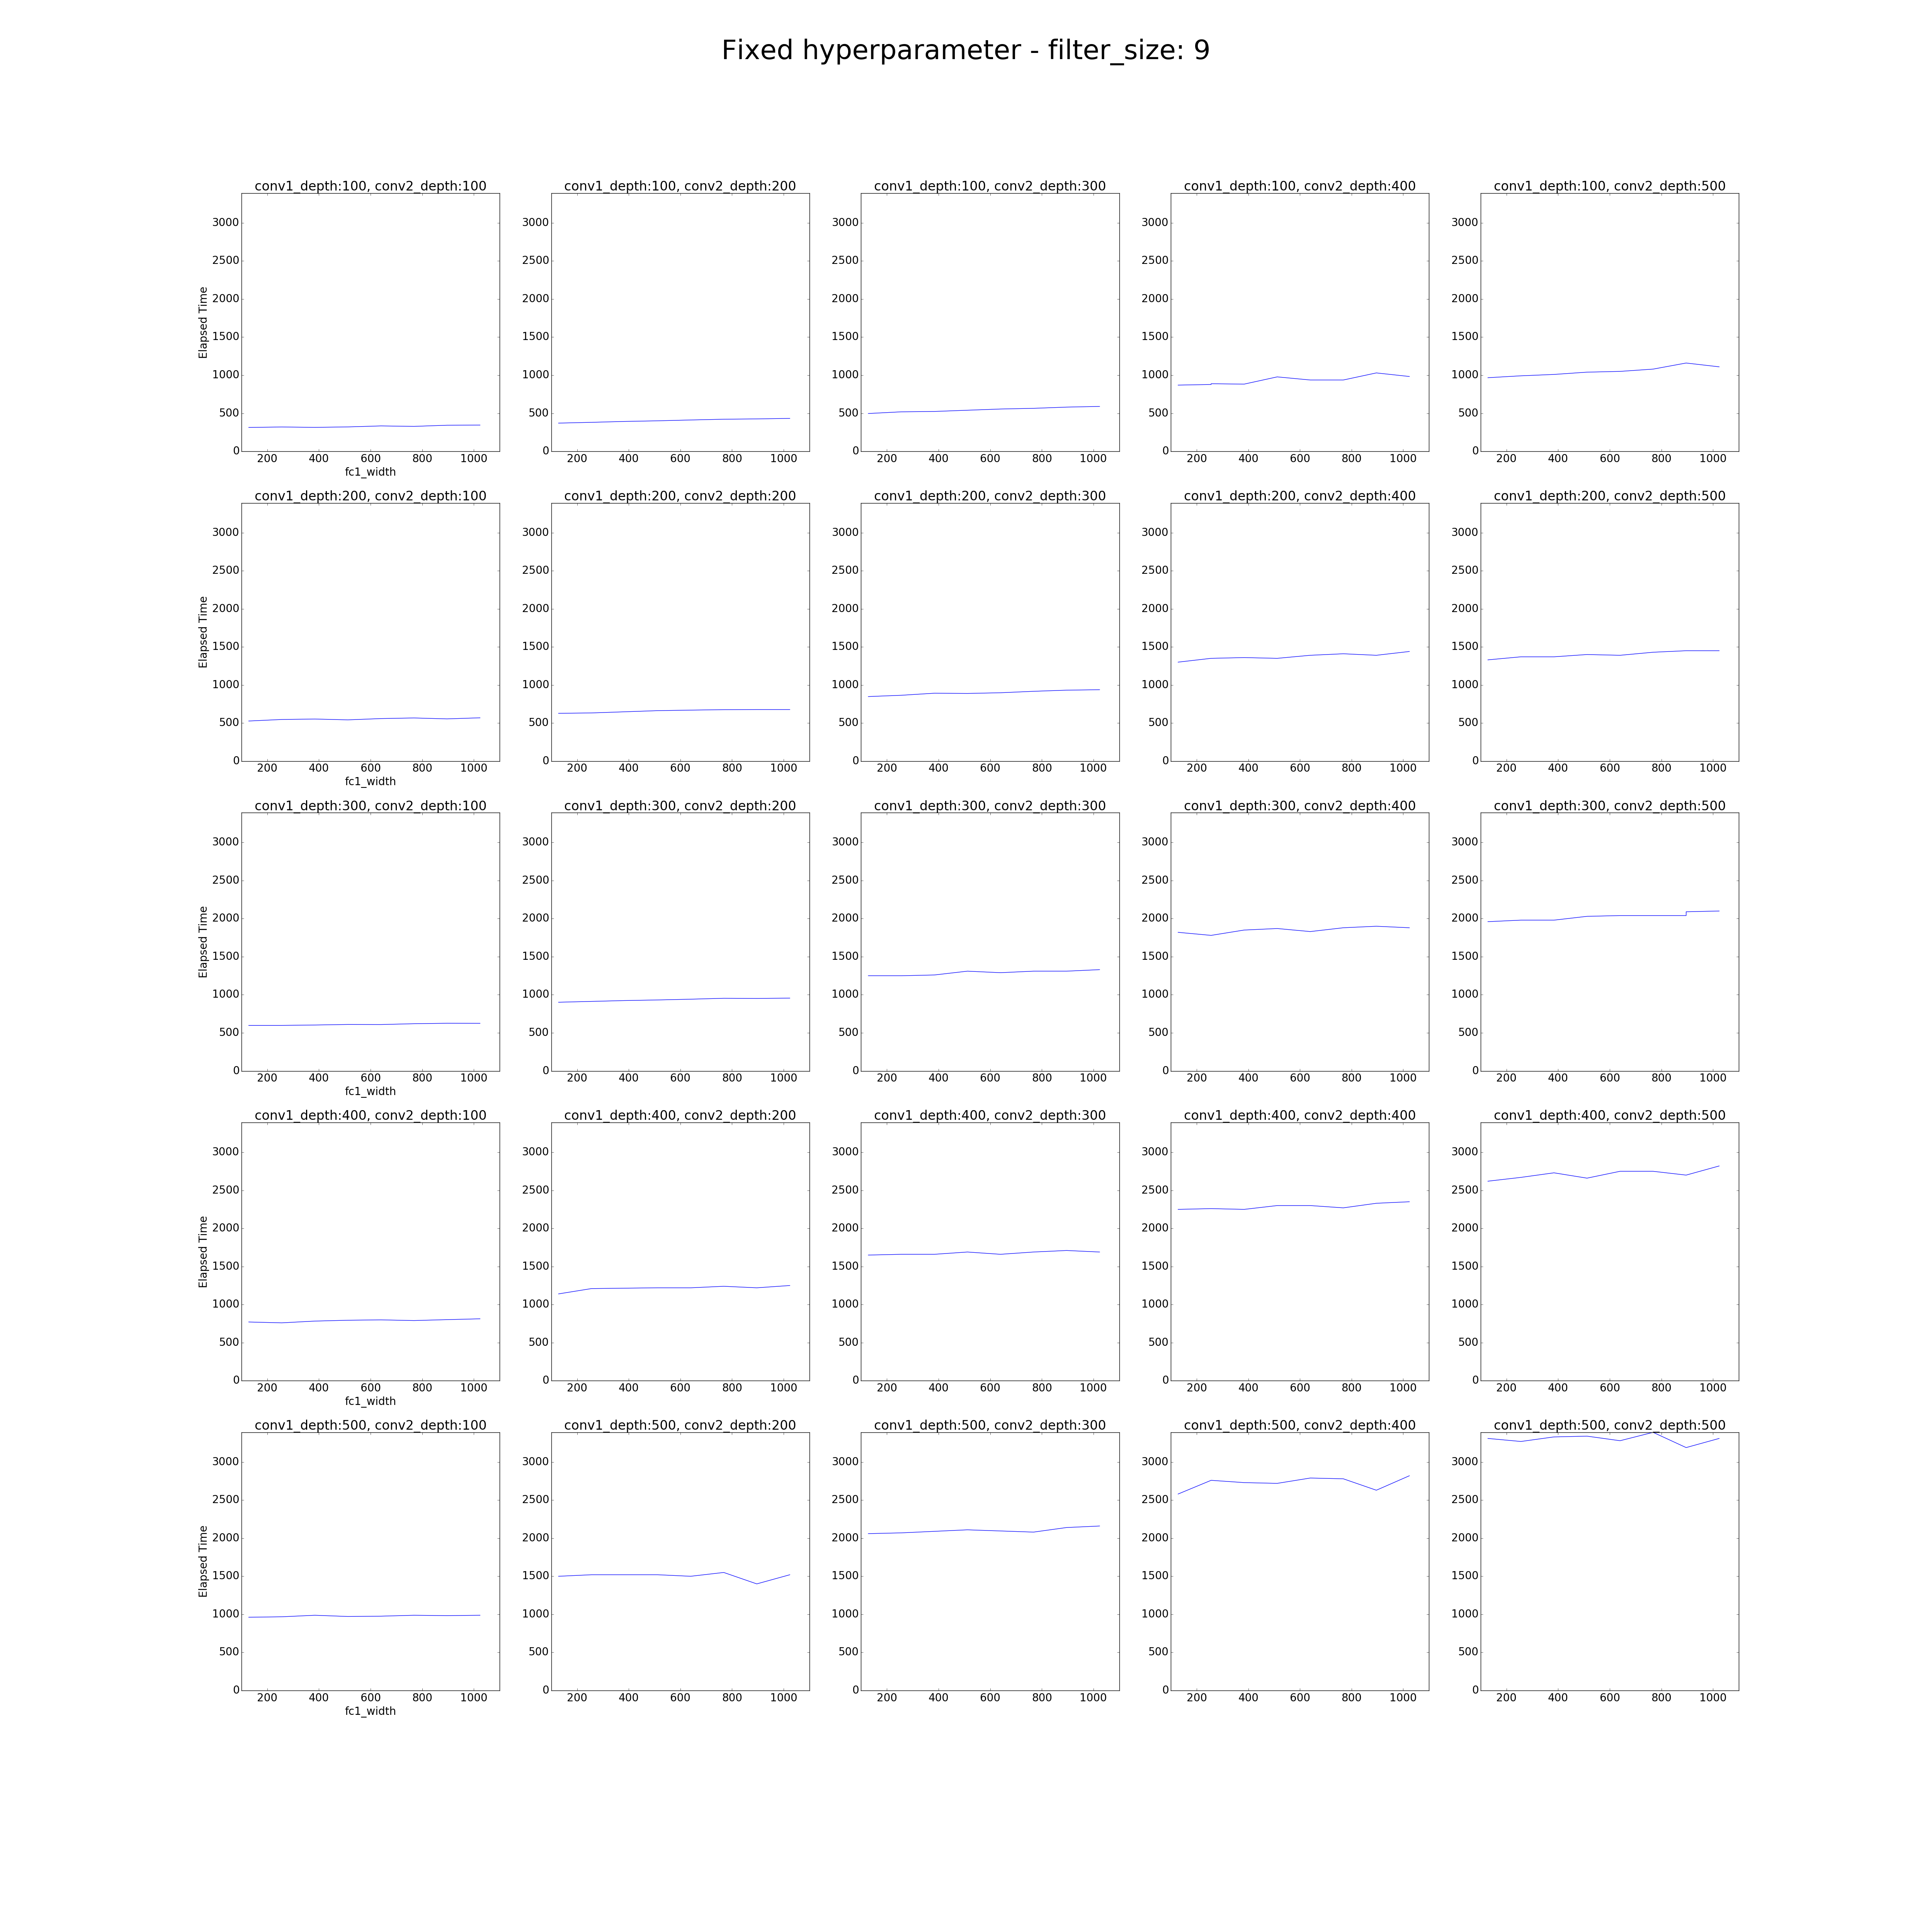 Fixed hyperparameter - filter_size: 9
conv1_depth:100, conv2_depth:100
3000
2500
2000
1500
1000
500
0
200 400 600 800 1000
Elapsed Time
fc1_width
conv1_depth:100, conv2_depth:200
3000
2500
2000
1500
1000
500
0
200 400 600 800 1000
conv1_depth:100, conv2_depth:300
3000
2500
2000
1500
1000
500
0
200 400 600 800 1000
conv1_depth:100, conv2_depth:400
3000
2500
2000
1500
1000
500
0
200 400 600 800 1000
conv1_depth:100, conv2_depth:500
3000
2500
2000
1500
1000
500
0
200 400 600 800 1000
conv1_depth:200, conv2_depth:100
3000
2500
2000
1500
1000
500
0
200 400 600 800 1000
Elapsed Time
fc1_width
conv1_depth:200, conv2_depth:200
3000
2500
2000
1500
1000
500
0
200 400 600 800 1000
conv1_depth:200, conv2_depth:300
3000
2500
2000
1500
1000
500
0
200 400 600 800 1000
conv1_depth:200, conv2_depth:400
3000
2500
2000
1500
1000
500
0
200 400 600 800 1000
conv1_depth:200, conv2_depth:500
3000
2500
2000
1500
1000
500
0
200 400 600 800 1000
conv1_depth:300, conv2_depth:100
3000
2500
2000
1500
1000
500
0
200 400 600 800 1000
Elapsed Time
fc1_width
conv1_depth:300, conv2_depth:200
3000
2500
2000
1500
1000
500
0
200 400 600 800 1000
conv1_depth:300, conv2_depth:300
3000
2500
2000
1500
1000
500
0
200 400 600 800 1000
conv1_depth:300, conv2_depth:400
3000
2500
2000
1500
1000
500
0
200 400 600 800 1000
conv1_depth:300, conv2_depth:500
3000
2500
2000
1500
1000
500
0
200 400 600 800 1000
conv1_depth:400, conv2_depth:100
3000
2500
2000
1500
1000
500
0
200 400 600 800 1000
Elapsed Time
fc1_width
conv1_depth:400, conv2_depth:200
3000
2500
2000
1500
1000
500
0
200 400 600 800 1000
conv1_depth:400, conv2_depth:300
3000
2500
2000
1500
1000
500
0
200 400 600 800 1000
conv1_depth:400, conv2_depth:400
3000
2500
2000
1500
1000
500
0
200 400 600 800 1000
conv1_depth:400, conv2_depth:500
3000
2500
2000
1500
1000
500
0
200 400 600 800 1000
conv1_depth:500, conv2_depth:100
3000
2500
2000
1500
1000
500
0
200 400 600 800 1000
Elapsed Time
fc1_width
conv1_depth:500, conv2_depth:200
3000
2500
2000
1500
1000
500
0
200 400 600 800 1000
conv1_depth:500, conv2_depth:300
3000
2500
2000
1500
1000
500
0
200 400 600 800 1000
conv1_depth:500, conv2_depth:400
3000
2500
2000
1500
1000
500
0
200 400 600 800 1000
conv1_depth:500, conv2_depth:500
3000
2500
2000
1500
1000
500
0
200 400 600 800 1000